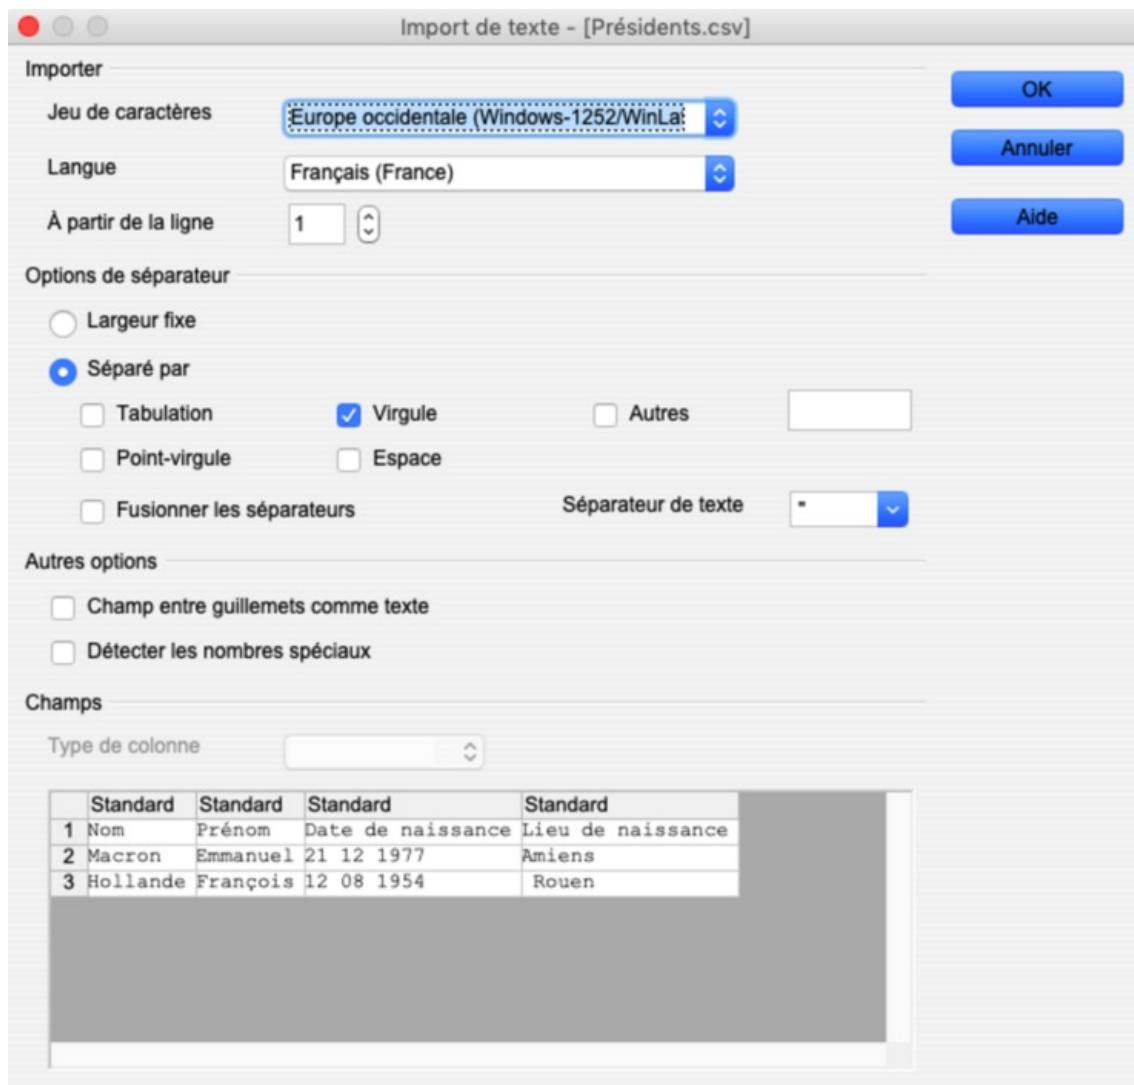 Import de texte - [Présidents.csv]
Importer
OK
Jeu de caractères Europe occidentale (Windows-1252/WinLa
Annuler
Langue Français (France)
À partir de la ligne 1
Aide
Options de séparateur
Largeur fixe
Séparé par
Tabulation Virgule Autres
Point-virgule Espace
Fusionner les séparateurs Séparateur de texte "
Autres options
Champ entre guillemets comme texte
Détecter les nombres spéciaux
Champs
Type de colonne
Standard Standard Standard Standard
1 Nom Prénom Date de naissance Lieu de naissance
2 Macron Emmanuel 21 12 1977 Amiens
3 Hollande François 12 08 1954 Rouen